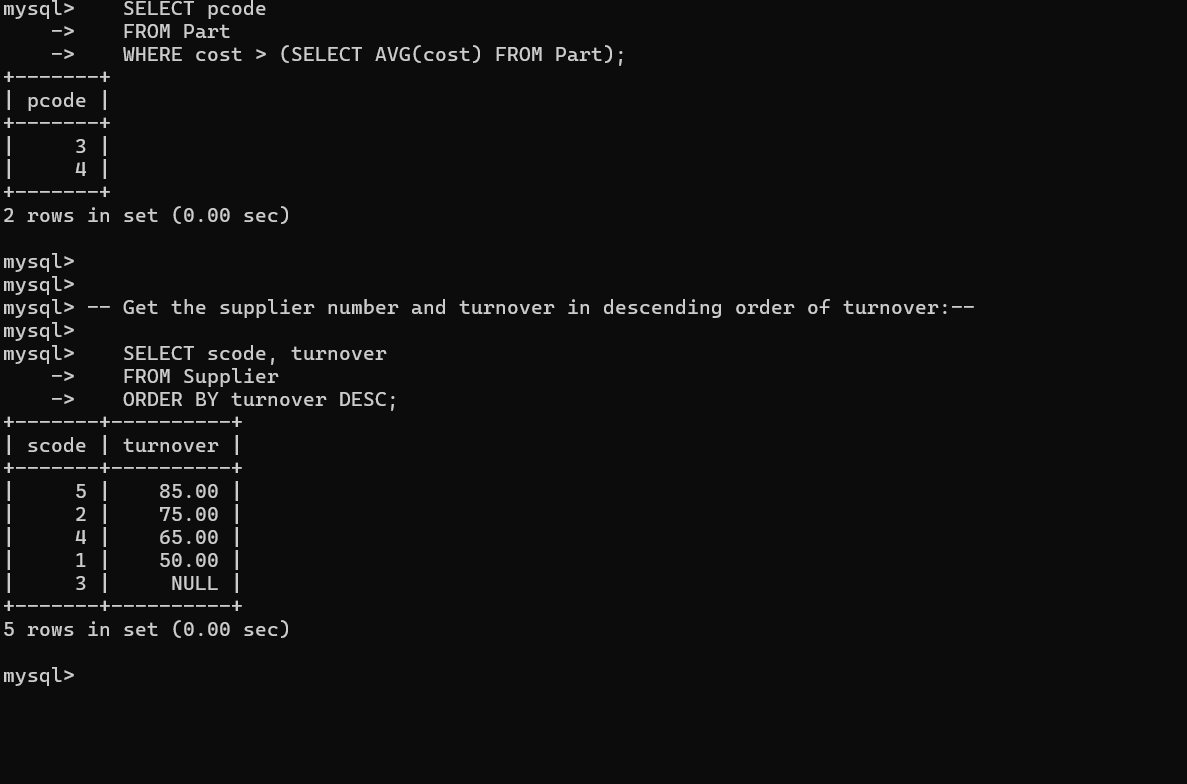 mysql>    SELECT pcode
    ->    FROM Part
    ->    WHERE cost > (SELECT AVG(cost) FROM Part);
+-------+
| pcode |
+-------+
|     3 |
|     4 |
+-------+
2 rows in set (0.00 sec)

mysql>
mysql>
mysql> -- Get the supplier number and turnover in descending order of turnover:--
mysql>
mysql>    SELECT scode, turnover
    ->    FROM Supplier
    ->    ORDER BY turnover DESC;
+-------+----------+
| scode | turnover |
+-------+----------+
|     5 |    85.00 |
|     2 |    75.00 |
|     4 |    65.00 |
|     1 |    50.00 |
|     3 |     NULL |
+-------+----------+
5 rows in set (0.00 sec)

mysql>